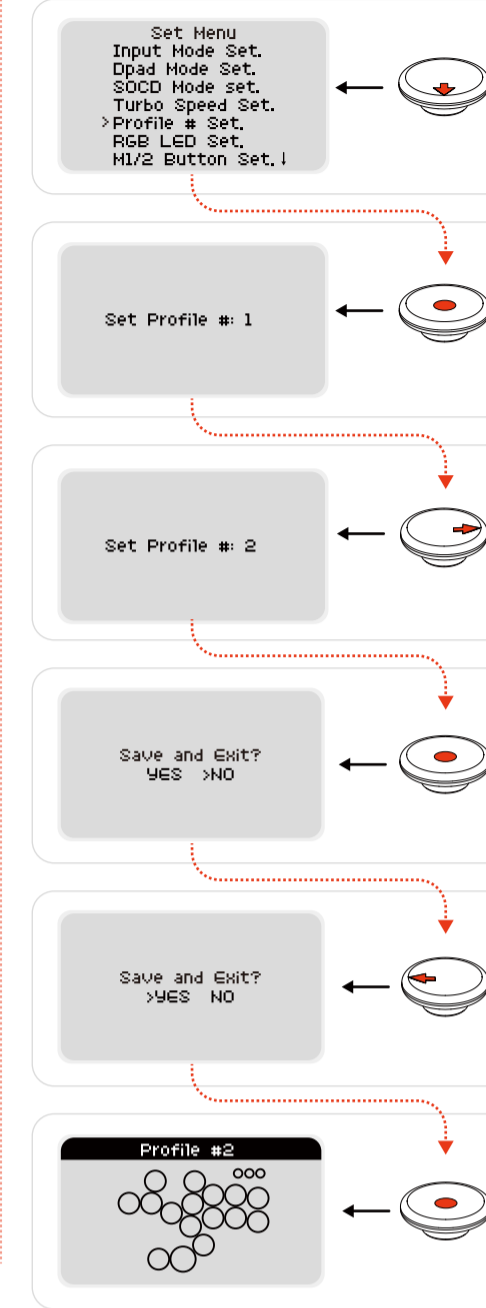 Set Menu
Input Mode Set.
Dpad Mode Set.
SOCD Mode set.
Turbo Speed Set.
>Profile # Set.
RGB LED Set.
M1/2 Button Set.↓
Set Profile #: 1
Set Profile #: 2
Save and Exit?
YES >NO
Save and Exit?
>YES NO
Profile #2